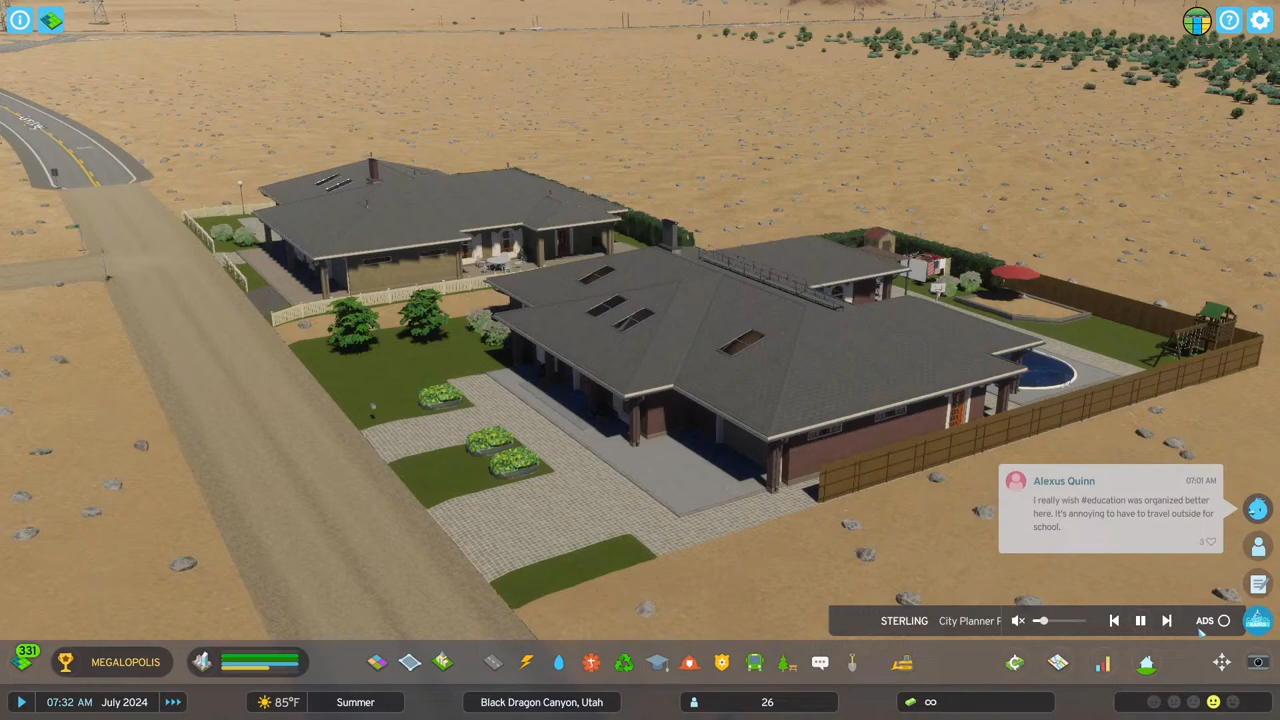 Alexus Quinn
07:01 AM
I really wish #education was organized better
here. It's annoying to have to travel outside for
school.
3
STERLING City Planner
ADS
331
MEGALOPOLIS
07:32 AM July 2024
85°F Summer
Black Dragon Canyon, Utah
26
∞